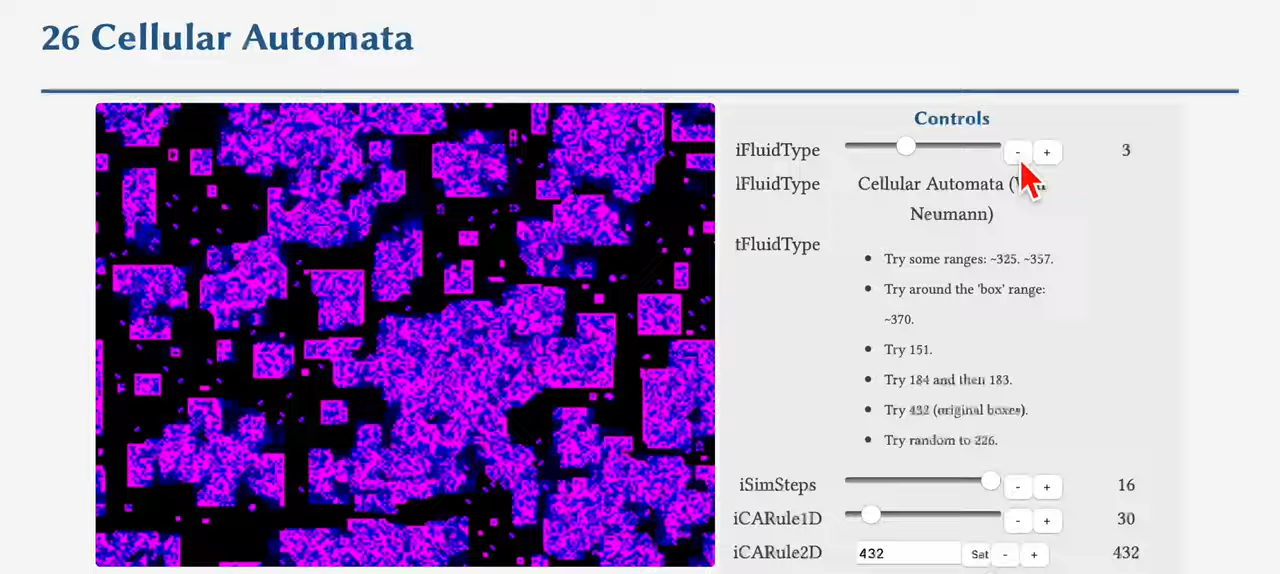 26 Cellular Automata
Controls
iFluidType - + 3
lFluidType Cellular Automata (
Neumann)
tFluidType
Try some ranges: ~325. ~357.
Try around the 'box' range:
~370.
Try 151.
Try 184 and then 183.
Try 432 (original boxes).
Try random to 226.
iSimSteps - + 16
iCARule1D - + 30
iCARule2D 432 Set - + 432